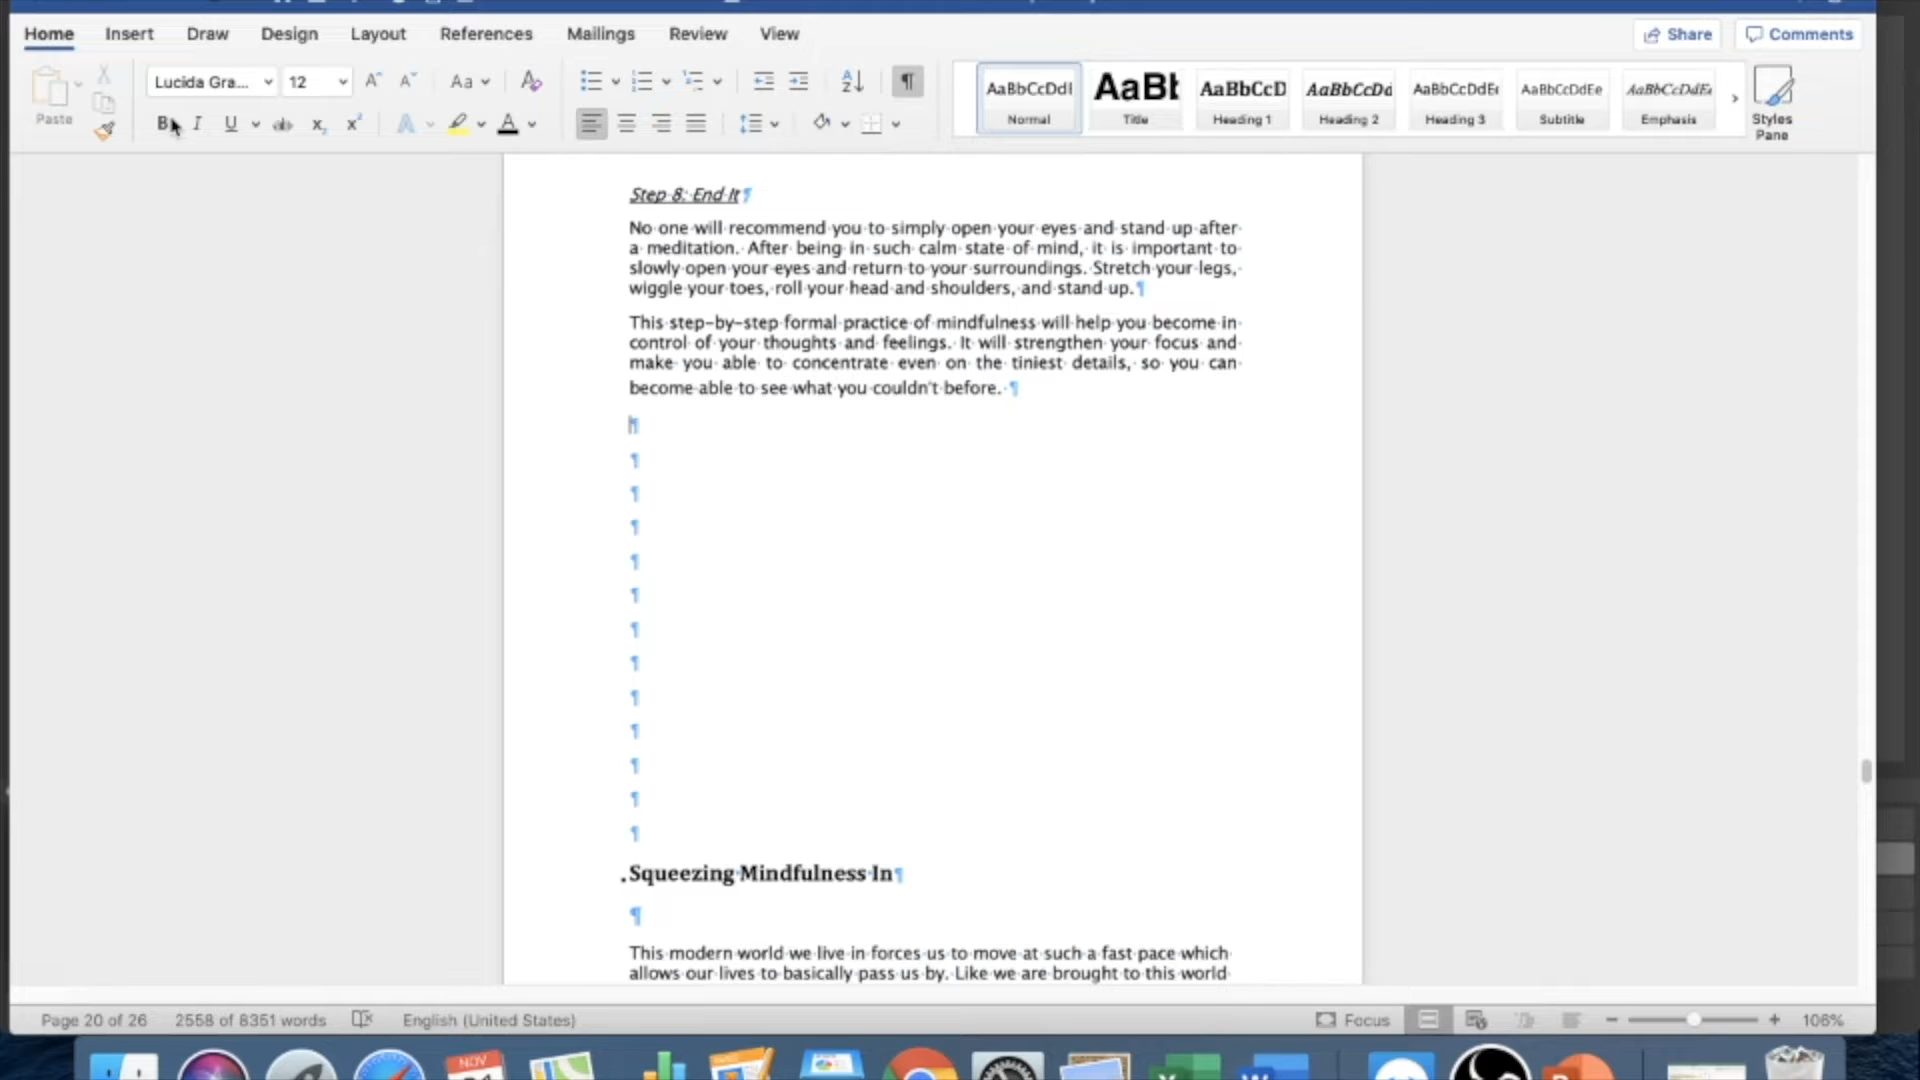 Home Insert Draw Design Layout References Mailings Review View Share Comments
Paste Lucida Gra... 12 Aa AaBbCcDdI AaBb AaBbCcD AaBbCcDd AaBbCcDdEe AaBbCcDdEe AaBbCcDdEe
B I U ab x₂ x² A A Normal Title Heading 1 Heading 2 Heading 3 Subtitle Emphasis Styles Pane
Step 8: End It¶
No one will recommend you to simply open your eyes and stand up after
a meditation. After being in such calm state of mind, it is important to
slowly open your eyes and return to your surroundings. Stretch your legs,
wiggle your toes, roll your head and shoulders, and stand up.¶
This step-by-step formal practice of mindfulness will help you become in
control of your thoughts and feelings. It will strengthen your focus and
make you able to concentrate even on the tiniest details, so you can
become able to see what you couldn't before. ¶
¶
¶
¶
¶
¶
¶
¶
¶
¶
¶
¶
¶
¶
Squeezing Mindfulness In¶
¶
This modern world we live in forces us to move at such a fast pace which
allows our lives to basically pass us by. Like we are brought to this world
Page 20 of 26 2558 of 8351 words English (United States) Focus 106%
NOV